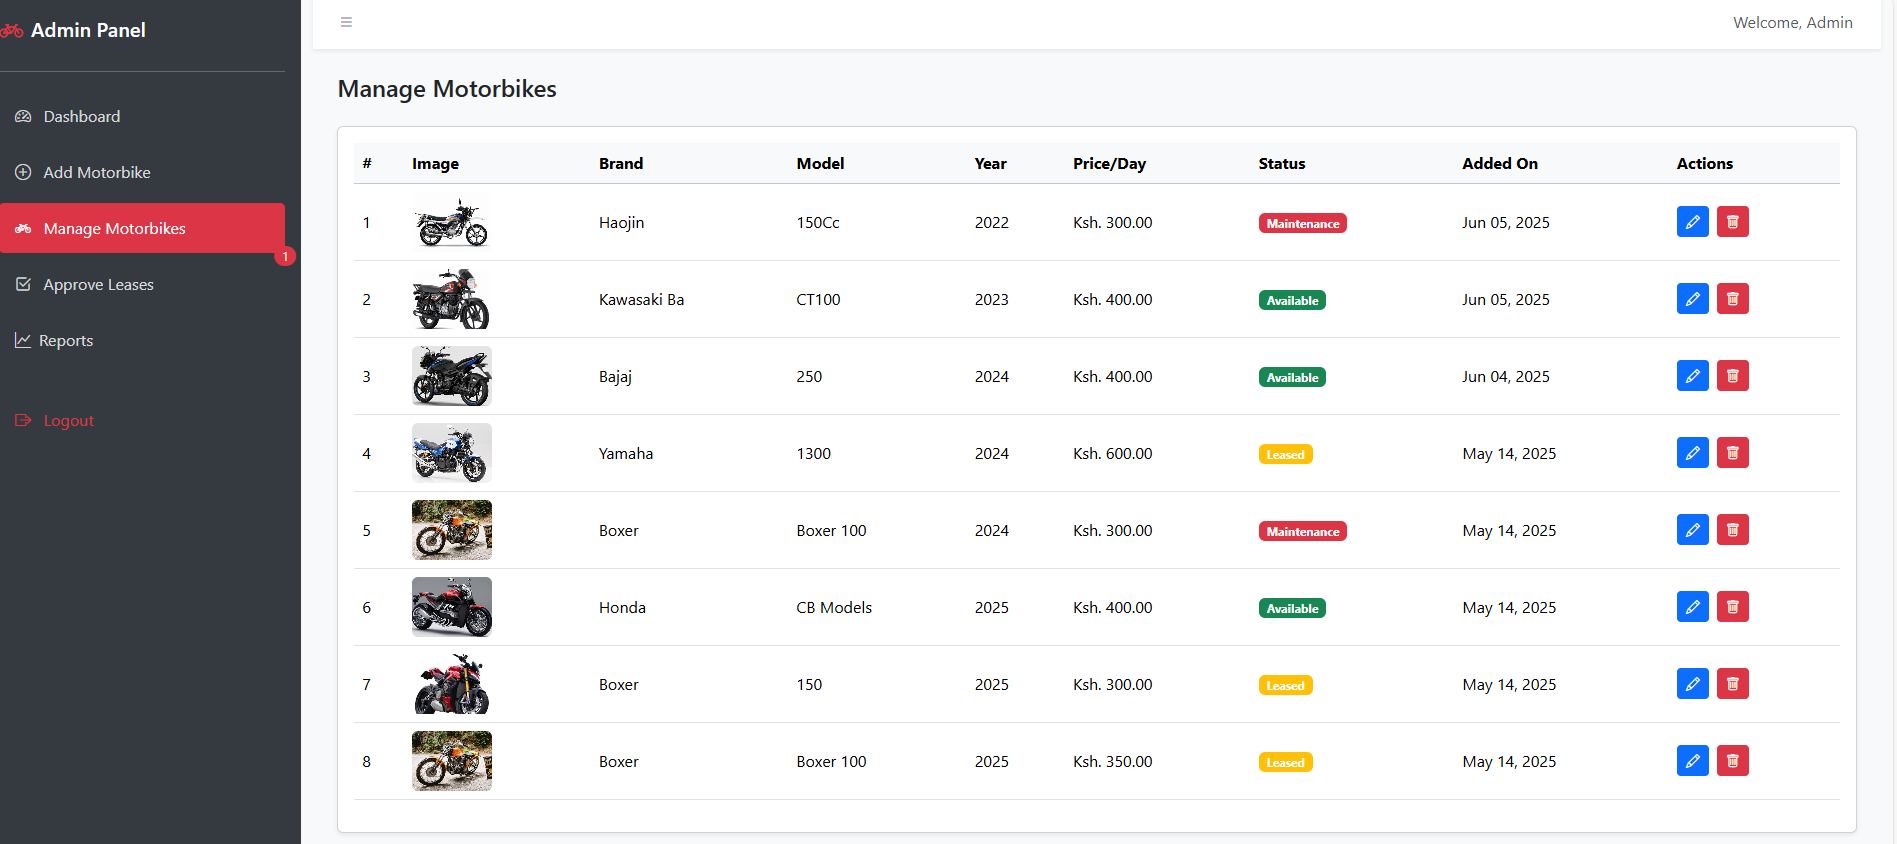 Admin Panel
Welcome, Admin
Dashboard
Add Motorbike
Manage Motorbikes
1
Approve Leases
Reports
Logout
Manage Motorbikes
# Image Brand Model Year Price/Day Status Added On Actions
1 Haojin 150Cc 2022 Ksh. 300.00 Maintenance Jun 05, 2025
2 Kawasaki Ba CT100 2023 Ksh. 400.00 Available Jun 05, 2025
3 Bajaj 250 2024 Ksh. 400.00 Available Jun 04, 2025
4 Yamaha 1300 2024 Ksh. 600.00 Leased May 14, 2025
5 Boxer Boxer 100 2024 Ksh. 300.00 Maintenance May 14, 2025
6 Honda CB Models 2025 Ksh. 400.00 Available May 14, 2025
7 Boxer 150 2025 Ksh. 300.00 Leased May 14, 2025
8 Boxer Boxer 100 2025 Ksh. 350.00 Leased May 14, 2025